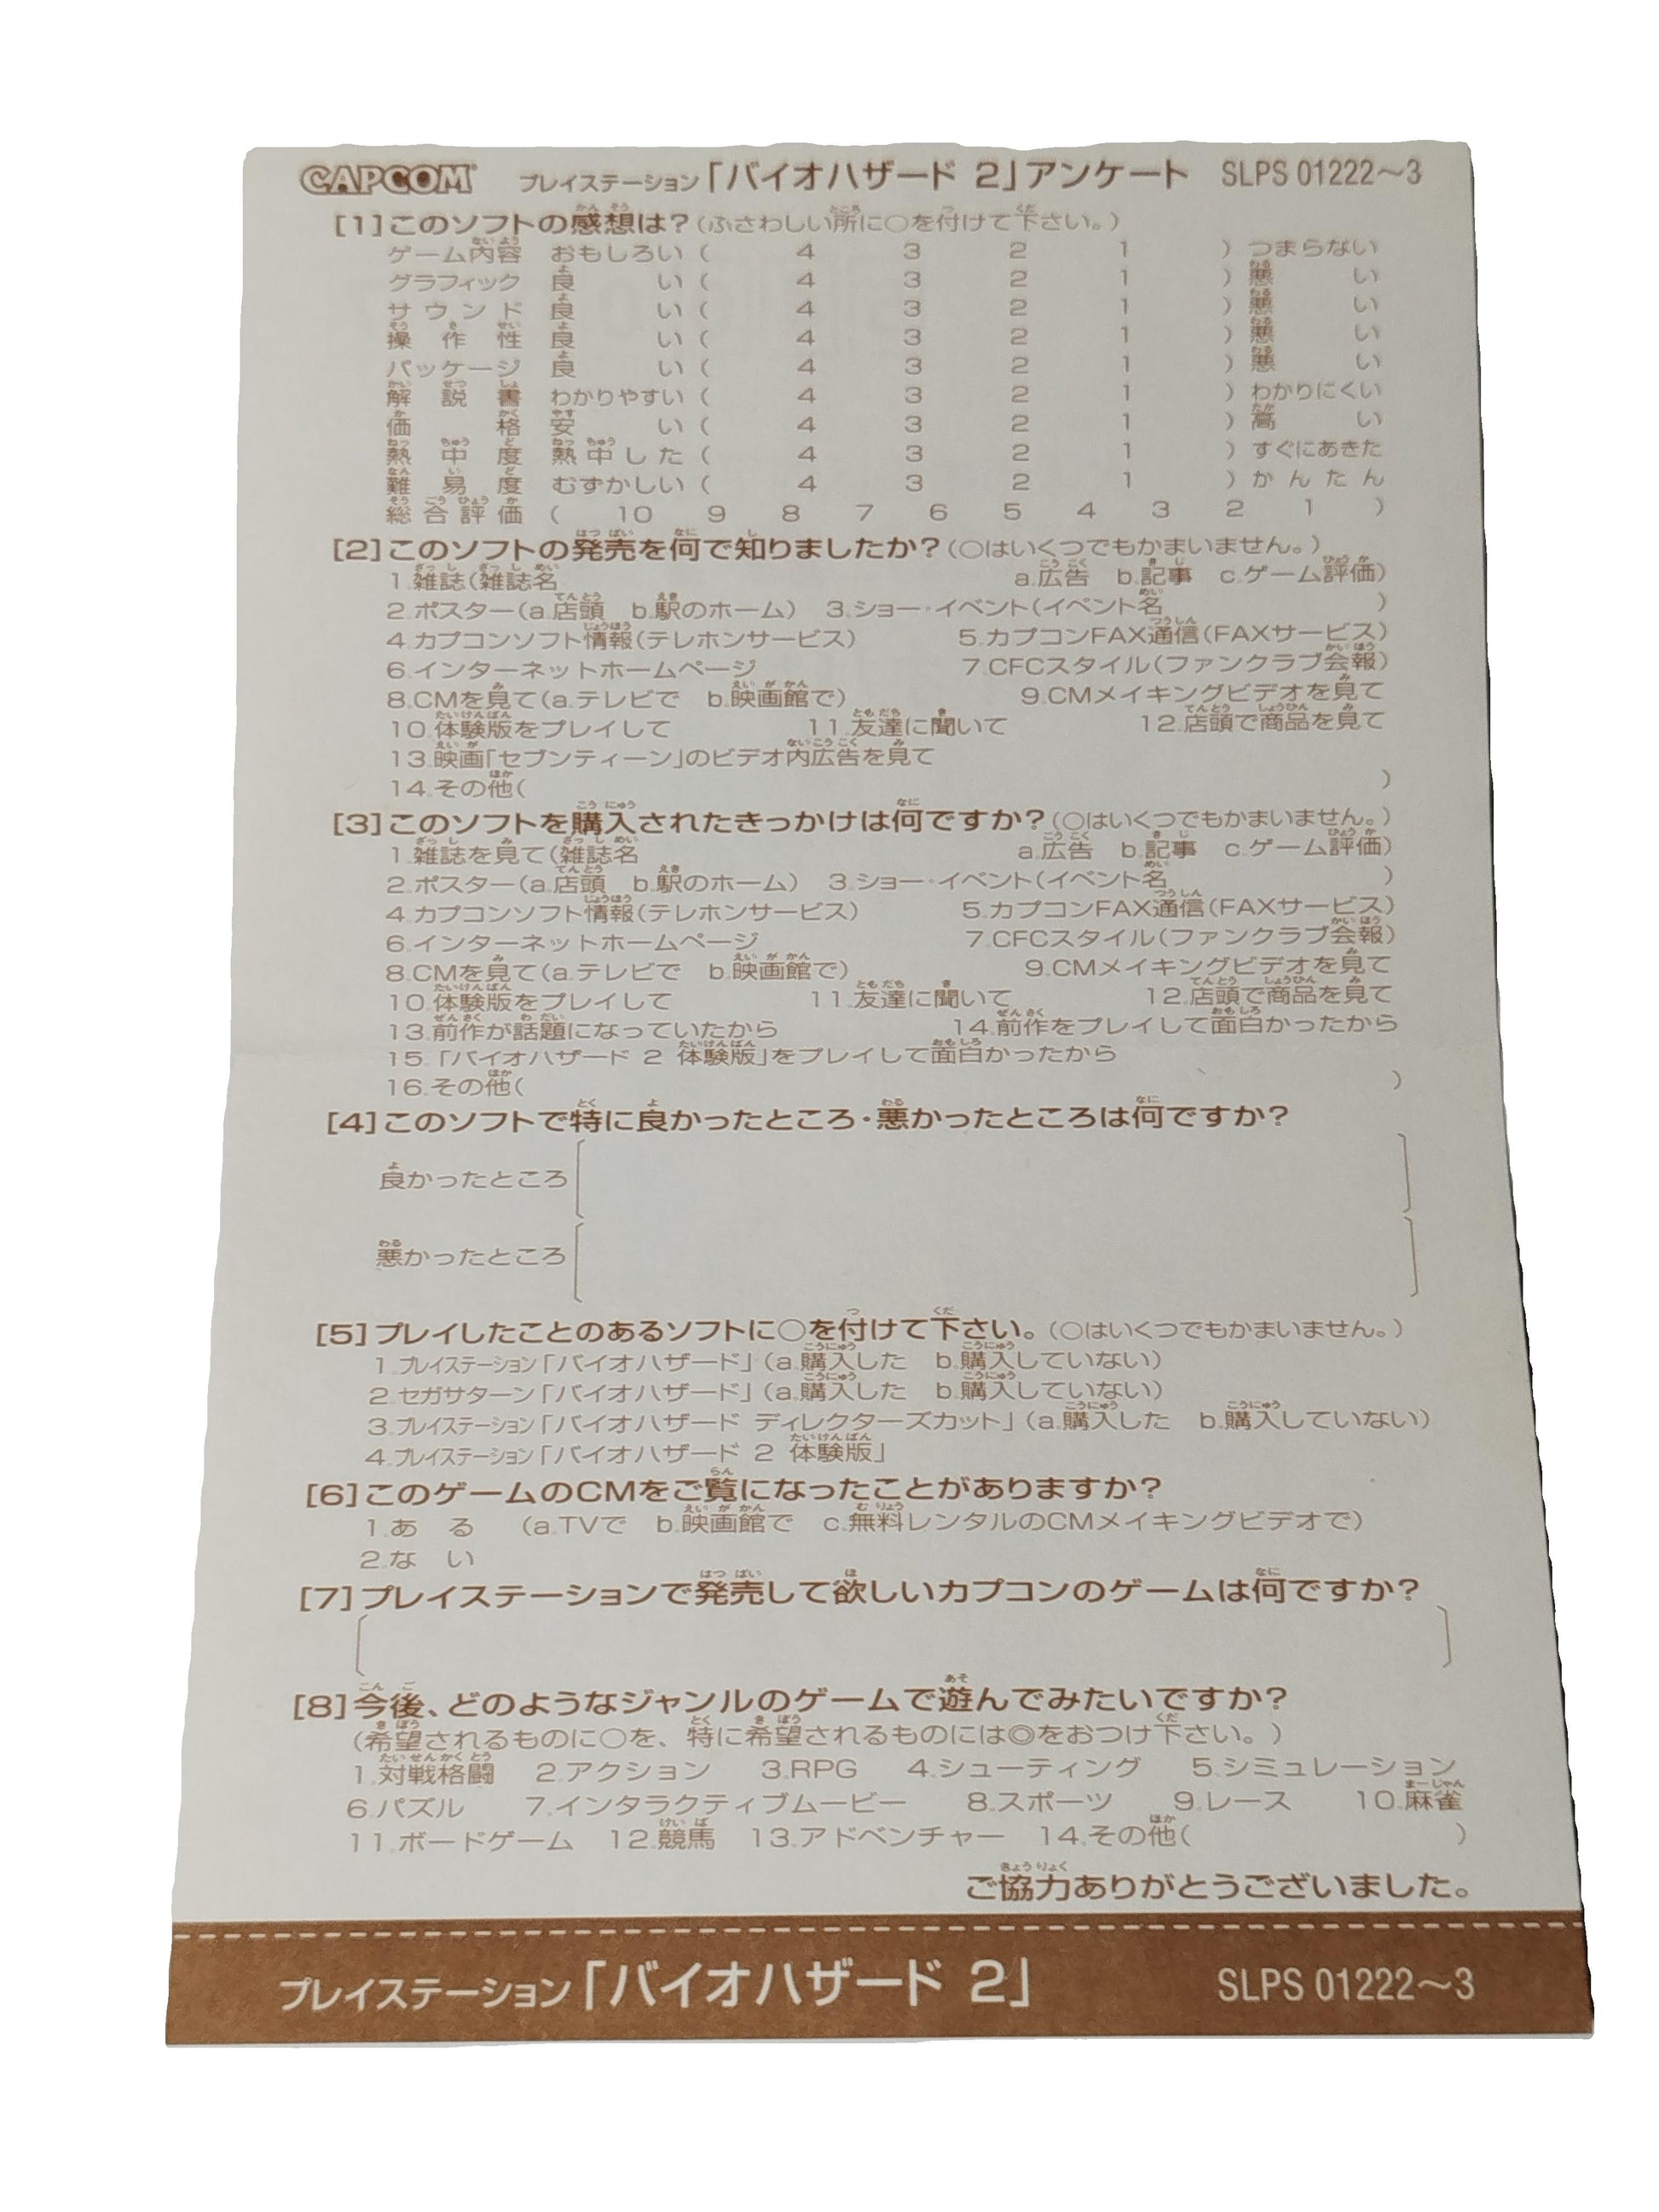 CAPCOM プレイステーション「バイオハザード 2」アンケート SLPS 01222〜3
[1]このソフトの感想は?(ふさわしい所に○を付けて下さい。)
ゲーム内容 おもしろい( 4 3 2 1 )つまらない
グラフィック 良い( 4 3 2 1 )悪い
サウンド 良い( 4 3 2 1 )悪い
操作性 良い( 4 3 2 1 )悪い
パッケージ 良い( 4 3 2 1 )悪い
解説書 わかりやすい( 4 3 2 1 )わかりにくい
価格 安い( 4 3 2 1 )高い
熱中度 熱中した( 4 3 2 1 )すぐにあきた
難易度 むずかしい( 4 3 2 1 )かんたん
総合評価( 10 9 8 7 6 5 4 3 2 1 )
[2]このソフトの発売を何で知りましたか?(○はいくつでもかまいません。)
1.雑誌(雑誌名 a.広告 b.記事 c.ゲーム評価)
2.ポスター(a.店頭 b.駅のホーム) 3.ショー・イベント(イベント名 )
4.カプコンソフト情報(テレホンサービス) 5.カプコンFAX通信(FAXサービス)
6.インターネットホームページ 7.CFCスタイル(ファンクラブ会報)
8.CMを見て(a.テレビで b.映画館で) 9.CMメイキングビデオを見て
10.体験版をプレイして 11.友達に聞いて 12.店頭で商品を見て
13.映画「セブンティーン」のビデオ内広告を見て
14.その他( )
[3]このソフトを購入されたきっかけは何ですか?(○はいくつでもかまいません。)
1.雑誌を見て(雑誌名 a.広告 b.記事 c.ゲーム評価)
2.ポスター(a.店頭 b.駅のホーム) 3.ショー・イベント(イベント名 )
4.カプコンソフト情報(テレホンサービス) 5.カプコンFAX通信(FAXサービス)
6.インターネットホームページ 7.CFCスタイル(ファンクラブ会報)
8.CMを見て(a.テレビで b.映画館で) 9.CMメイキングビデオを見て
10.体験版をプレイして 11.友達に聞いて 12.店頭で商品を見て
13.前作が話題になっていたから 14.前作をプレイして面白かったから
15.「バイオハザード 2 体験版」をプレイして面白かったから
16.その他( )
[4]このソフトで特に良かったところ・悪かったところは何ですか?
良かったところ
悪かったところ
[5]プレイしたことのあるソフトに○を付けて下さい。(○はいくつでもかまいません。)
1.プレイステーション「バイオハザード」(a.購入した b.購入していない)
2.セガサターン「バイオハザード」(a.購入した b.購入していない)
3.プレイステーション「バイオハザード ディレクターズカット」(a.購入した b.購入していない)
4.プレイステーション「バイオハザード 2 体験版」
[6]このゲームのCMをご覧になったことがありますか?
1.ある (a.TVで b.映画館で c.無料レンタルのCMメイキングビデオで)
2.ない
[7]プレイステーションで発売して欲しいカプコンのゲームは何ですか?
[8]今後、どのようなジャンルのゲームで遊んでみたいですか?
(希望されるものに○を、特に希望されるものには◎をおつけ下さい。)
1.対戦格闘 2.アクション 3.RPG 4.シューティング 5.シミュレーション
6.パズル 7.インタラクティブムービー 8.スポーツ 9.レース 10.麻雀
11.ボードゲーム 12.競馬 13.アドベンチャー 14.その他( )
ご協力ありがとうございました。
プレイステーション「バイオハザード 2」 SLPS 01222〜3